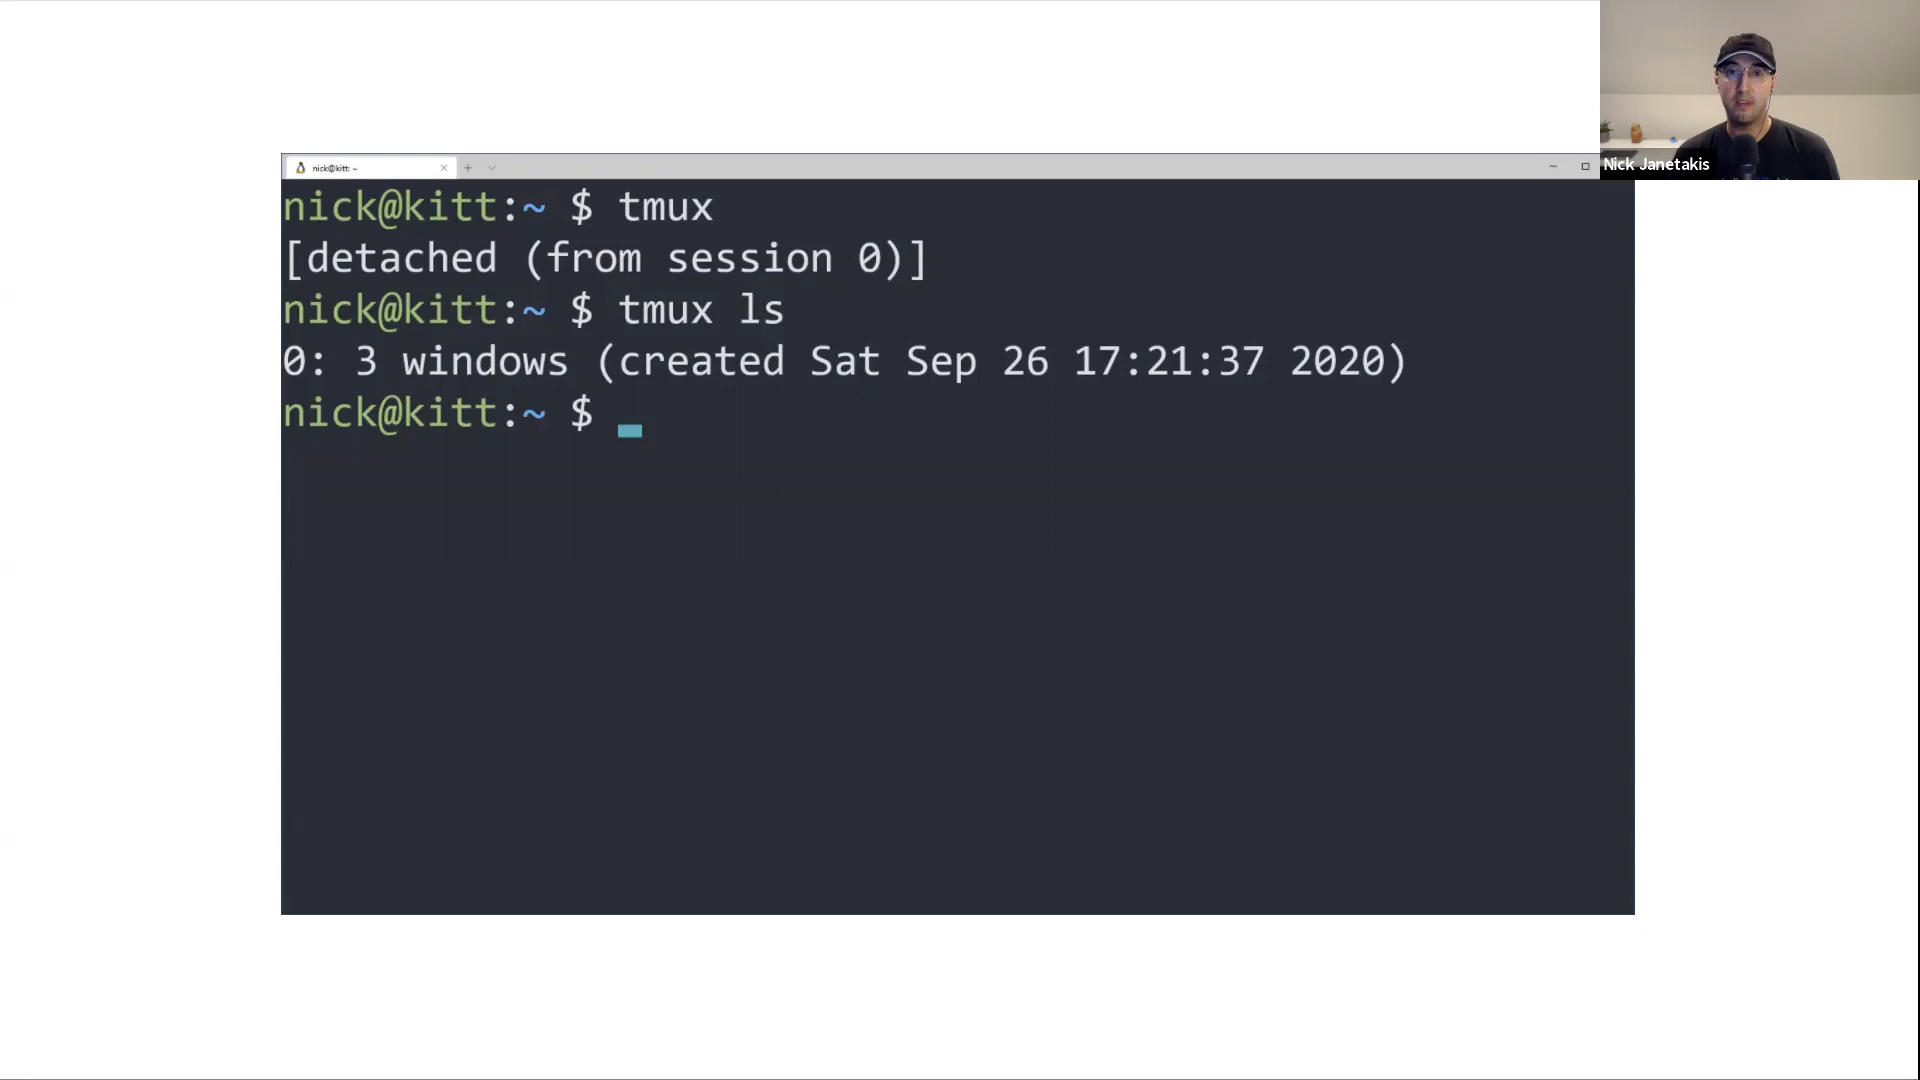 Nick Janetakis
nick@kitt: ~
nick@kitt:~ $ tmux
[detached (from session 0)]
nick@kitt:~ $ tmux ls
0: 3 windows (created Sat Sep 26 17:21:37 2020)
nick@kitt:~ $